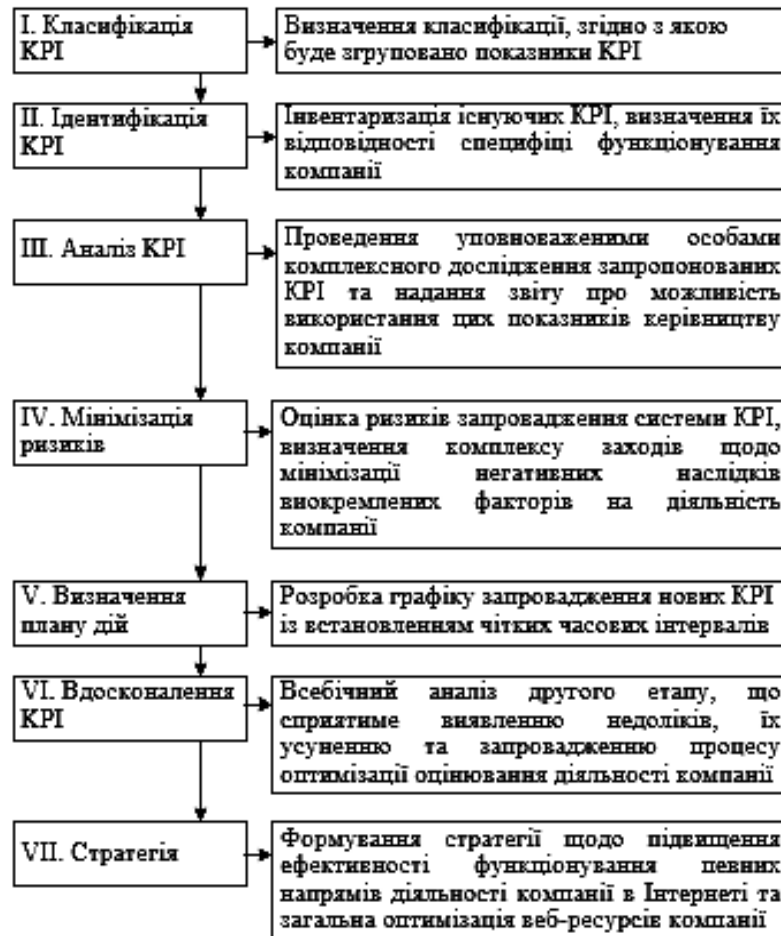 I. Класифікація
KPI
Визначення класифікації, згідно з якою
буде згруповано показники KPI
II. Ідентифікація
KPI
Інвентаризація існуючих KPI, визначення їх
відповідності специфіці функціонування
компанії
III. Аналіз KPI
Проведення уповноваженими особами
комплексного дослідження запропонованих
KPI та надання звіту про можливість
використання цих показників керівництву
компанії
IV. Мінімізація
ризиків
Оцінка ризиків запровадження системи KPI,
визначення комплексу заходів щодо
мінімізації негативних наслідків
виокремлених факторів на діяльність
компанії
V. Визначення
плану дій
Розробка графіку запровадження нових KPI
із встановленням чітких часових інтервалів
VI. Вдосконалення
KPI
Всебічний аналіз другого етапу, що
сприятиме виявленню недоліків, їх
усуненню та запровадженню процесу
оптимізації оцінювання діяльності компанії
VII. Стратегія
Формування стратегії щодо підвищення
ефективності функціонування певних
напрямів діяльності компанії в Інтернеті та
загальна оптимізація веб-ресурсів компанії